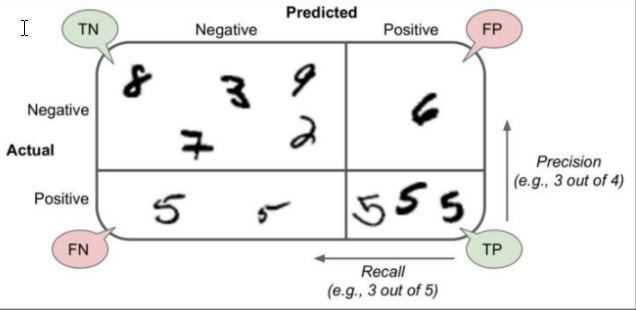 Predicted
TN Negative Positive FP
8 3 9 6
Negative
7 2
Actual
Precision
(e.g., 3 out of 4)
Positive 5 5 5 5 5
FN TP
Recall
(e.g., 3 out of 5)